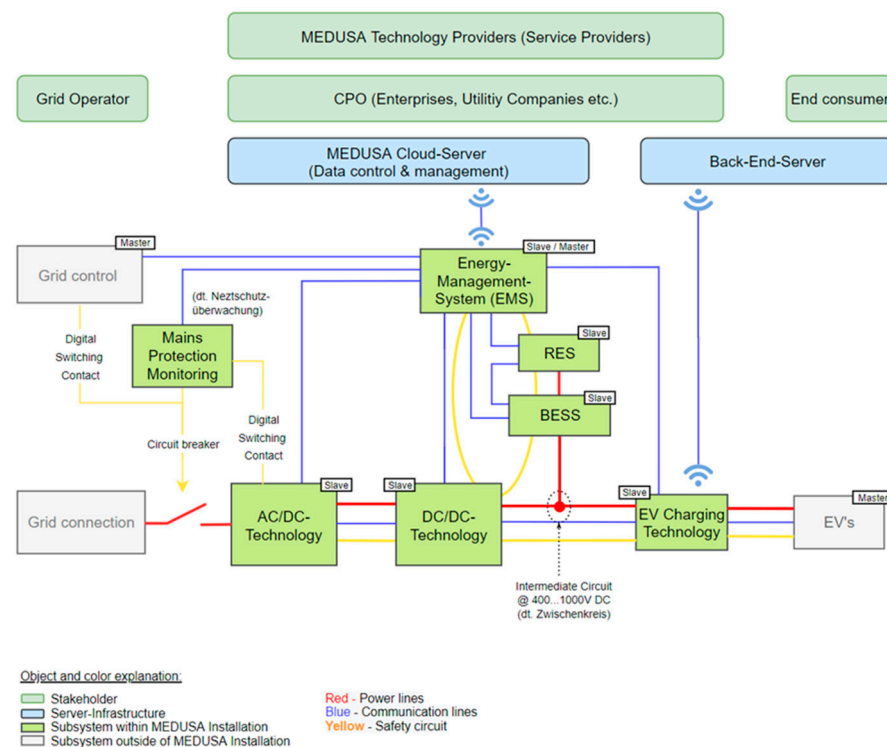 MEDUSA Technology Providers (Service Providers)
Grid Operator
CPO (Enterprises, Utilitiy Companies etc.)
End consumer
MEDUSA Cloud-Server
(Data control & management)
Back-End-Server
Master
Grid control
Slave / Master
Energy-
Management-
System (EMS)
(dt. Neztschutz-
überwachung)
Digital
Switching
Contact
Mains
Protection
Monitoring
Slave
RES
Slave
BESS
Digital
Switching
Contact
Circuit breaker
Grid connection
Slave
AC/DC-
Technology
Slave
DC/DC-
Technology
Slave
EV Charging
Technology
Master
EV's
Intermediate Circuit
@ 400...1000V DC
(dt. Zwischenkreis)
Object and color explanation:
Stakeholder
Server-Infrastructure
Subsystem within MEDUSA Installation
Subsystem outside of MEDUSA Installation
Red - Power lines
Blue - Communication lines
Yellow - Safety circuit